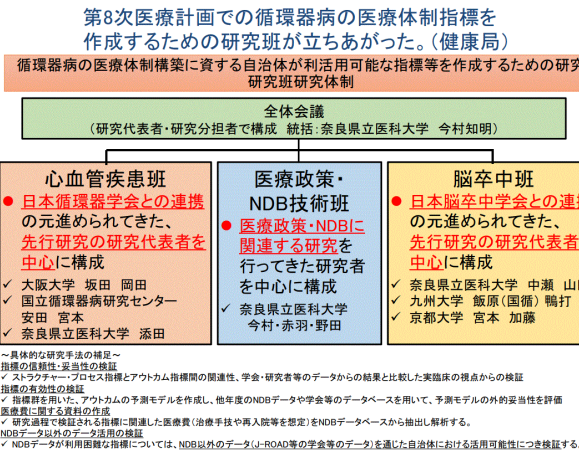 第8次医療計画での循環器病の医療体制指標を
作成するための研究班が立ちあがった。（健康局）
循環器病の医療体制構築に資する自治体が利活用可能な指標等を作成するための研究
研究班研究体制
全体会議
（研究代表者・研究分担者で構成　統括：奈良県立医科大学　今村知明）
心血管疾患班
● 日本循環器学会との連携
の元進められてきた、
先行研究の研究代表者を
中心に構成
✓ 大阪大学　坂田　岡田
✓ 国立循環器病研究センター
安田　宮本
✓ 奈良県立医科大学　添田
医療政策・
NDB技術班
● 医療政策・NDBに
関連する研究を
行ってきた研究者
を中心に構成
✓ 奈良県立医科大学
今村・赤羽・野田
脳卒中班
● 日本脳卒中学会との連
の元進められてきた、
先行研究の研究代表者
中心に構成
✓ 奈良県立医科大学　中瀬　山
✓ 九州大学　飯原（国循）　鴨打
✓ 京都大学　宮本　加藤
～具体的な研究手法の補足～
指標の信頼性・妥当性の検証
✓ ストラクチャー・プロセス指標とアウトカム指標間の関連性、学会・研究者等のデータからの結果と比較した実臨床の視点からの検証
指標の有効性の検証
✓ 指標群を用いた、アウトカムの予測モデルを作成し、他年度のNDBデータや学会等のデータベースを用いて、予測モデルの外的妥当性を評価
医療費に関する資料の作成
✓ 研究過程で検証される指標に関連した医療費（治療手技や再入院等を想定）をNDBデータベースから抽出し解析する。
NDBデータ以外のデータ活用の検証
✓ NDBデータが利用困難な指標については、NDB以外のデータ（J-ROAD等の学会等のデータ）を通じた自治体における活用可能性につき検証する。